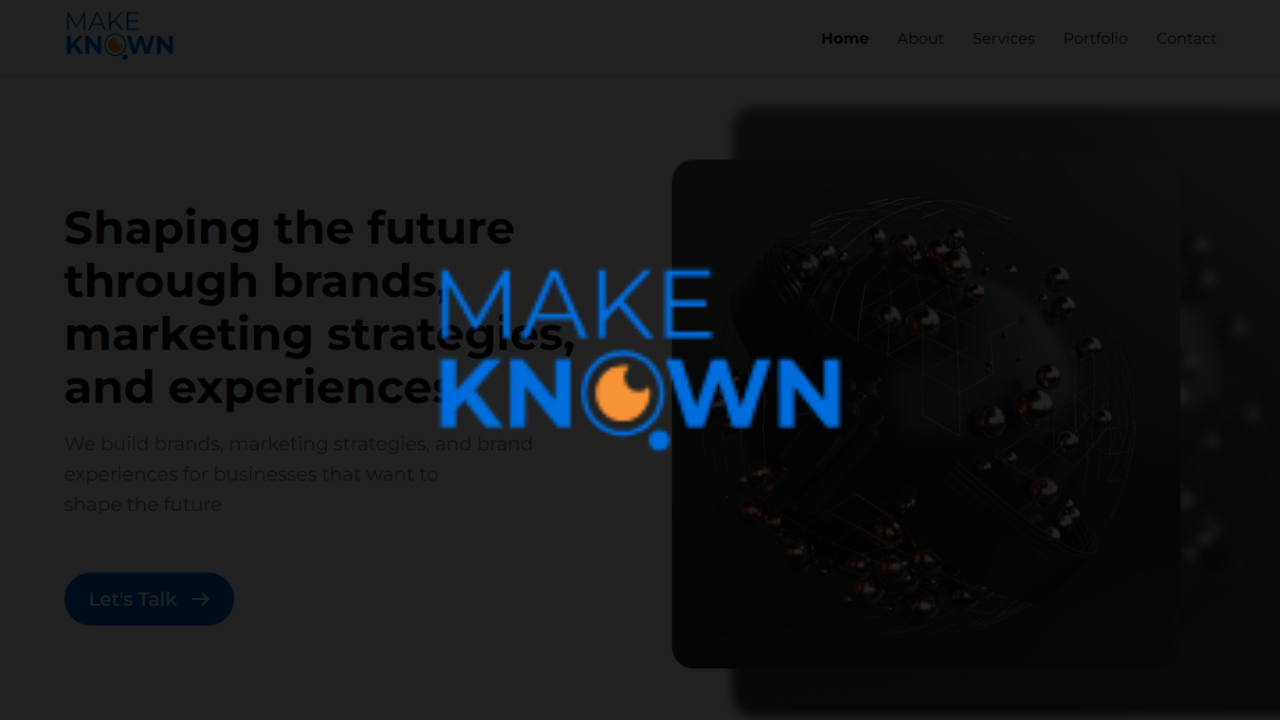 MAKE
KNOWN
Home About Services Portfolio Contact
Shaping the future
through brands,
marketing strategies,
and experiences
We build brands, marketing strategies, and brand
experiences for businesses that want to
shape the future
Let's Talk
MAKE
KNOWN